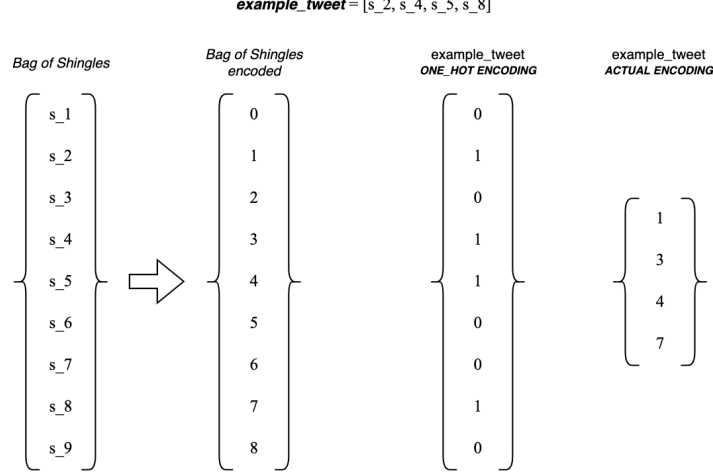 example_tweet = [s_2, s_4, s_5, s_8]
Bag of Shingles
s_1
s_2
s_3
s_4
s_5
s_6
s_7
s_8
s_9
Bag of Shingles
encoded
0
1
2
3
4
5
6
7
8
example_tweet
ONE_HOT ENCODING
0
1
0
1
1
0
0
1
0
example_tweet
ACTUAL ENCODING
1
3
4
7